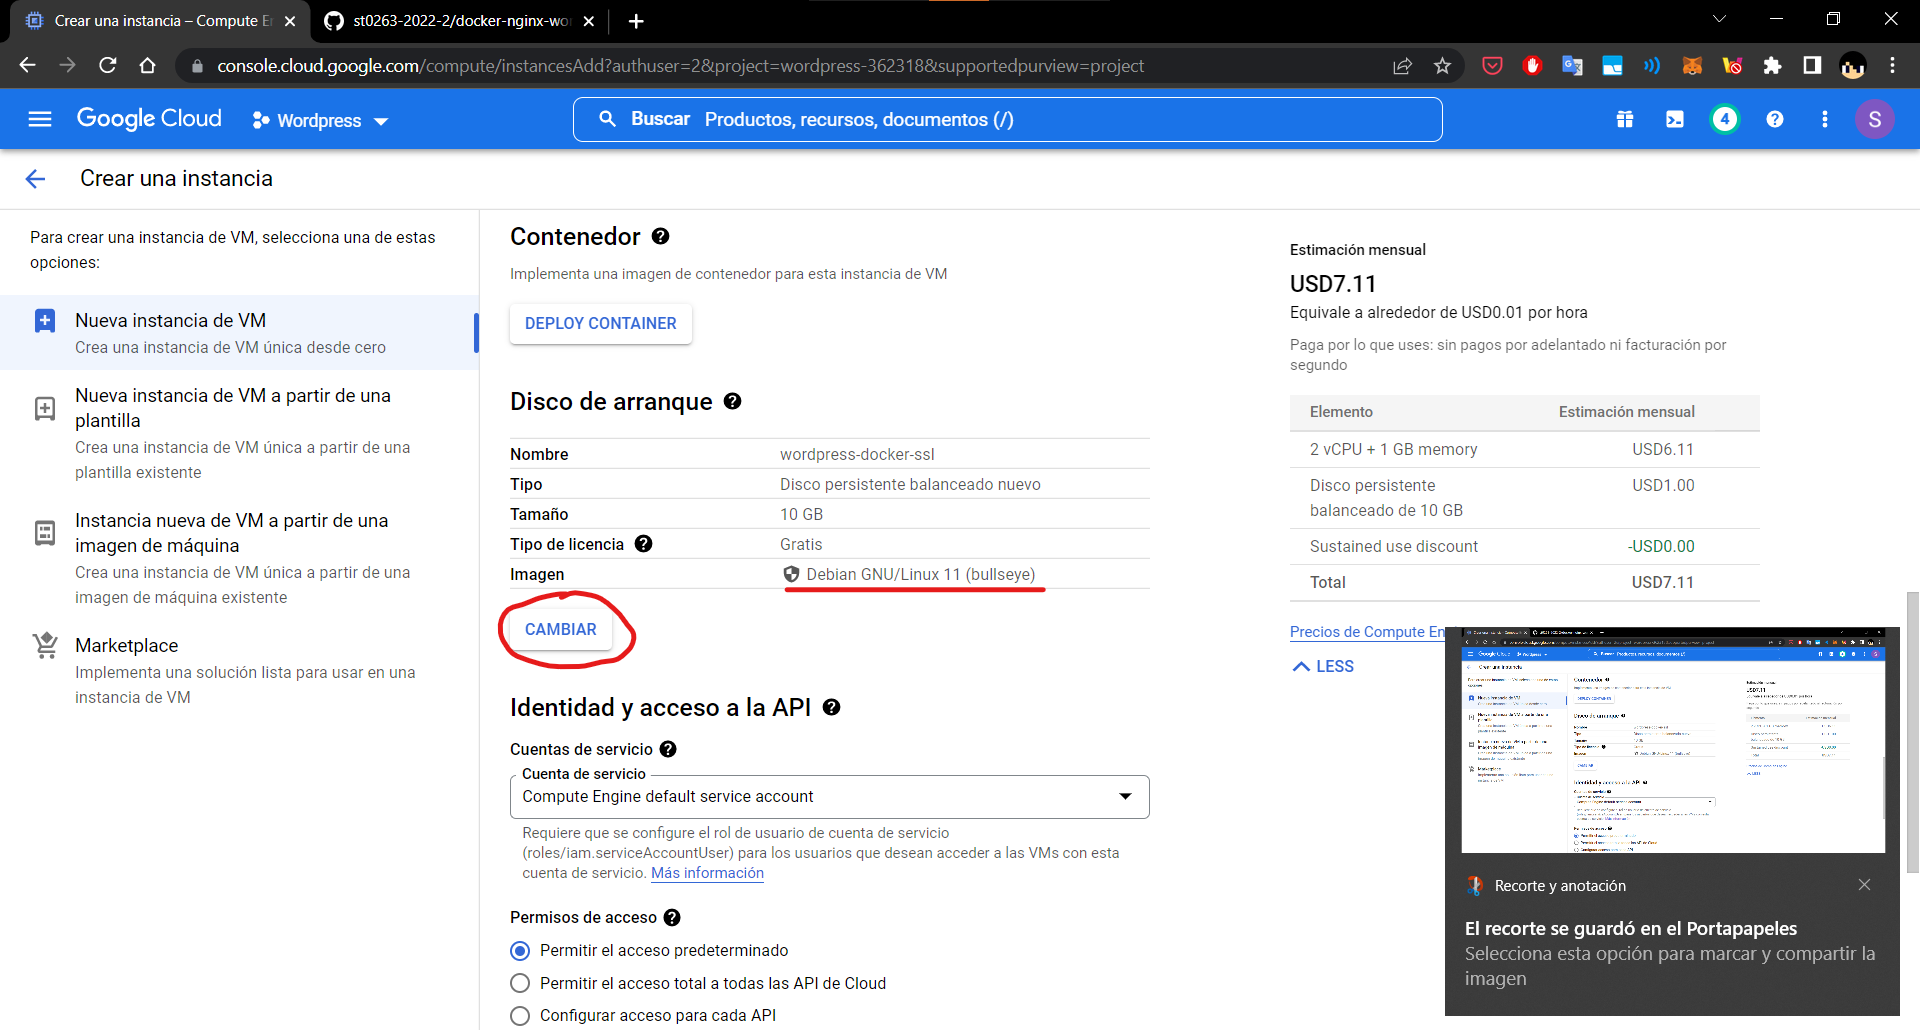 Crear una instancia – Compute E
st0263-2022-2/docker-nginx-wor
console.cloud.google.com/compute/instancesAdd?authuser=2&project=wordpress-362318&supportedpurview=project
Google Cloud
Wordpress
Buscar Productos, recursos, documentos (/)
4
S
Crear una instancia
Para crear una instancia de VM, selecciona una de estas
opciones:
Nueva instancia de VM
Crea una instancia de VM única desde cero
Nueva instancia de VM a partir de una
plantilla
Crea una instancia de VM única a partir de una
plantilla existente
Instancia nueva de VM a partir de una
imagen de máquina
Crea una instancia de VM única a partir de una
imagen de máquina existente
Marketplace
Implementa una solución lista para usar en una
instancia de VM
Contenedor
Implementa una imagen de contenedor para esta instancia de VM
DEPLOY CONTAINER
Disco de arranque
Nombre wordpress-docker-ssl
Tipo Disco persistente balanceado nuevo
Tamaño 10 GB
Tipo de licencia Gratis
Imagen Debian GNU/Linux 11 (bullseye)
CAMBIAR
Identidad y acceso a la API
Cuentas de servicio
Cuenta de servicio
Compute Engine default service account
Requiere que se configure el rol de usuario de cuenta de servicio
(roles/iam.serviceAccountUser) para los usuarios que desean acceder a las VMs con esta
cuenta de servicio. Más información
Permisos de acceso
Permitir el acceso predeterminado
Permitir el acceso total a todas las API de Cloud
Configurar acceso para cada API
Estimación mensual
USD7.11
Equivale a alrededor de USD0.01 por hora
Paga por lo que uses: sin pagos por adelantado ni facturación por
segundo
Elemento Estimación mensual
2 vCPU + 1 GB memory USD6.11
Disco persistente USD1.00
balanceado de 10 GB
Sustained use discount -USD0.00
Total USD7.11
Precios de Compute En
LESS
Recorte y anotación
El recorte se guardó en el Portapapeles
Selecciona esta opción para marcar y compartir la
imagen